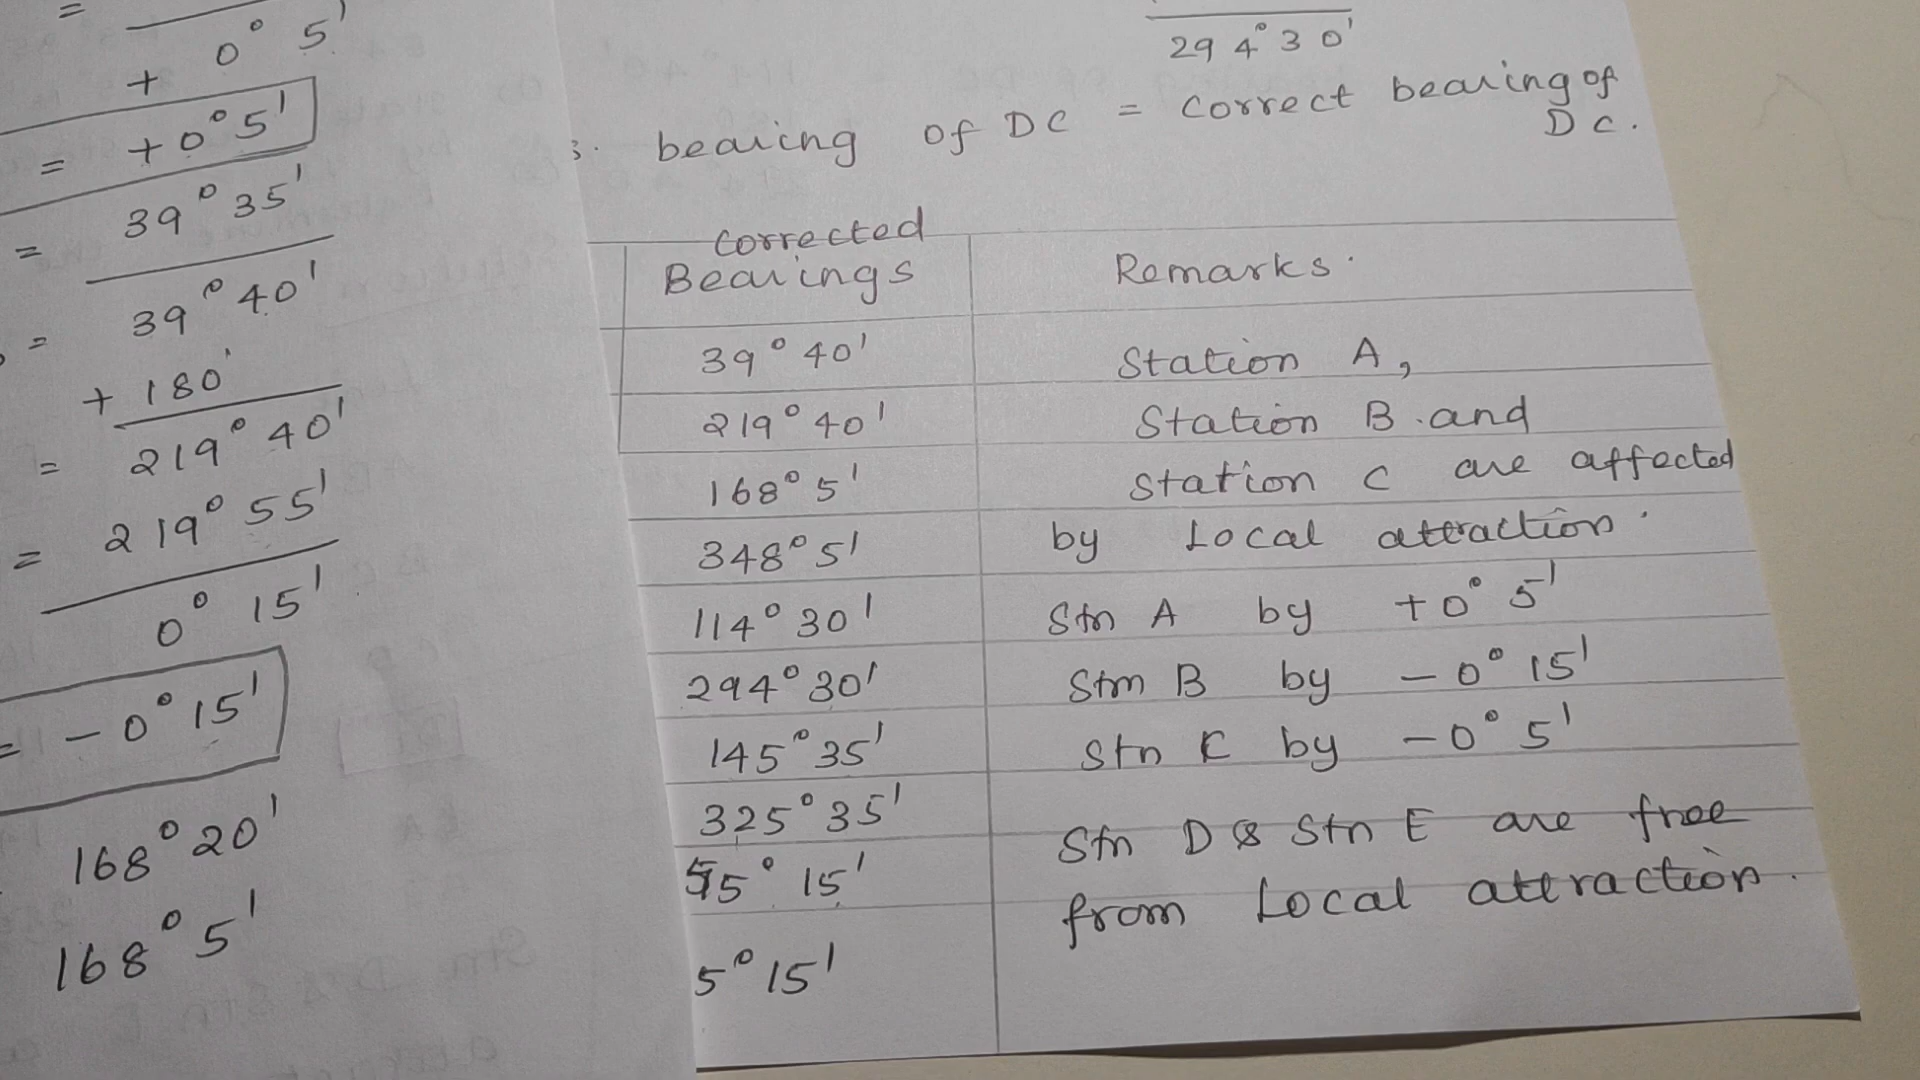 =
+ 0° 5'
= +0°5'
= 39° 35'
= 39° 40'
+ 180°
= 219° 40'
= 219° 55'
0° 15'
= - 0° 15'
168° 20'
168° 5'
294° 30'
3. bearing of DC = correct bearing of
DC.
corrected
Bearings Remarks.
39° 40' Station A,
219° 40' Station B. and
168° 5' Station C are affected
348° 5' by Local attraction.
114° 30' Stn A by +0° 5'
294° 30' Stn B by - 0° 15'
145° 35' Stn C by - 0° 5'
325° 35' Stn D & Stn E are free
15' from Local attraction.
5° 15'